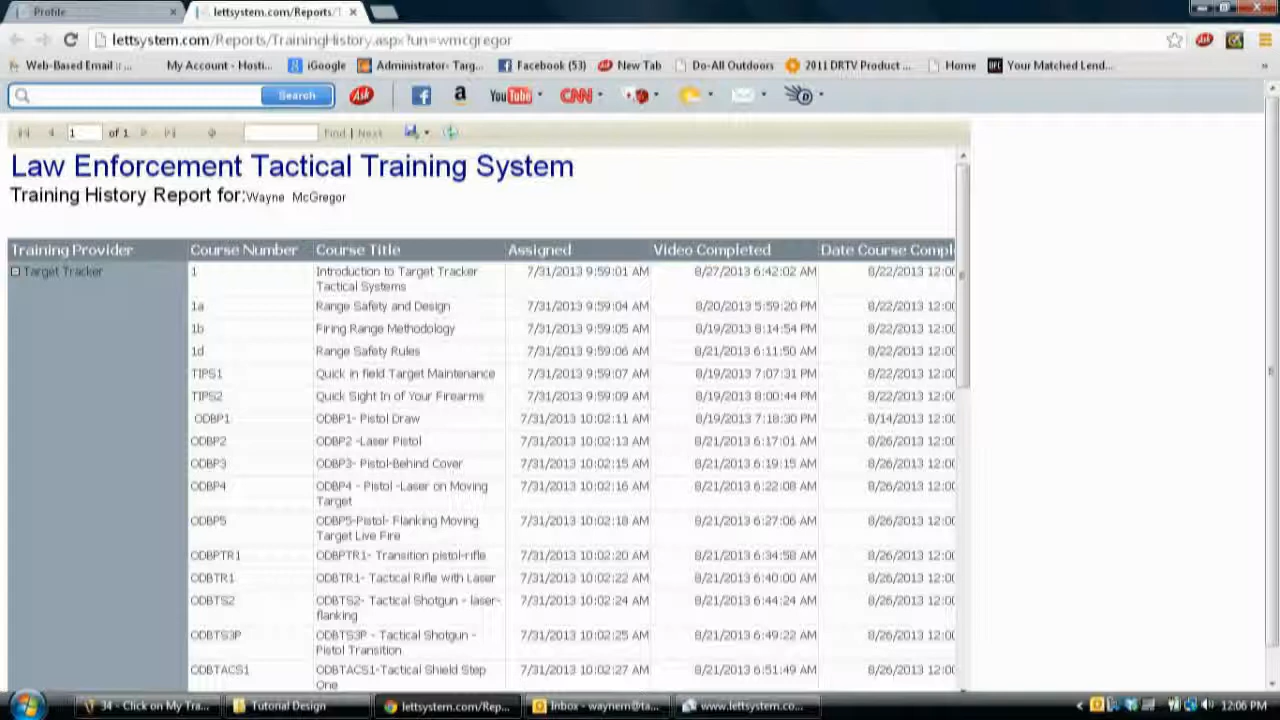 Profile
lettsystem.com/Reports/T
lettsystem.com/Reports/TrainingHistory.aspx?un=wmcgregor
Web-Based Email :: ... My Account - Hosti... iGoogle Administrator- Targ... Facebook (53) New Tab Do-All Outdoors 2011 DRTV Product ... Home Your Matched Lend... »
Search Ask a YouTube CNN
1 of 1 Find | Next
Law Enforcement Tactical Training System
Training History Report for:Wayne McGregor
Training Provider Course Number Course Title Assigned Video Completed Date Course Compl
Target Tracker 1 Introduction to Target Tracker 7/31/2013 9:59:01 AM 8/27/2013 6:42:02 AM 8/22/2013 12:00
Tactical Systems
1a Range Safety and Design 7/31/2013 9:59:04 AM 8/20/2013 5:59:20 PM 8/22/2013 12:00
1b Firing Range Methodology 7/31/2013 9:59:05 AM 8/19/2013 8:14:54 PM 8/22/2013 12:00
1d Range Safety Rules 7/31/2013 9:59:06 AM 8/21/2013 6:11:50 AM 8/22/2013 12:00
TIPS1 Quick in field Target Maintenance 7/31/2013 9:59:07 AM 8/19/2013 7:07:31 PM 8/22/2013 12:00
TIPS2 Quick Sight In of Your Firearms 7/31/2013 9:59:09 AM 8/19/2013 8:00:44 PM 8/22/2013 12:00
ODBP1 ODBP1- Pistol Draw 7/31/2013 10:02:11 AM 8/19/2013 7:18:30 PM 8/14/2013 12:00
ODBP2 ODBP2 -Laser Pistol 7/31/2013 10:02:13 AM 8/21/2013 6:17:01 AM 8/26/2013 12:00
ODBP3 ODBP3- Pistol-Behind Cover 7/31/2013 10:02:15 AM 8/21/2013 6:19:15 AM 8/26/2013 12:00
ODBP4 ODBP4 - Pistol -Laser on Moving 7/31/2013 10:02:16 AM 8/21/2013 6:22:08 AM 8/26/2013 12:00
Target
ODBP5 ODBP5-Pistol- Flanking Moving 7/31/2013 10:02:18 AM 8/21/2013 6:27:06 AM 8/26/2013 12:00
Target Live Fire
ODBPTR1 ODBPTR1- Transition pistol-rifle 7/31/2013 10:02:20 AM 8/21/2013 6:34:58 AM 8/26/2013 12:00
ODBTR1 ODBTR1- Tactical Rifle with Laser 7/31/2013 10:02:22 AM 8/21/2013 6:40:00 AM 8/26/2013 12:00
ODBTS2 ODBTS2- Tactical Shotgun - laser- 7/31/2013 10:02:24 AM 8/21/2013 6:44:24 AM 8/26/2013 12:00
flanking
ODBTS3P ODBTS3P - Tactical Shotgun - 7/31/2013 10:02:25 AM 8/21/2013 6:49:22 AM 8/26/2013 12:00
Pistol Transition
ODBTACS1 ODBTACS1-Tactical Shield Step 7/31/2013 10:02:27 AM 8/21/2013 6:51:49 AM 8/26/2013 12:00
One
34 - Click on My Tra... Tutorial Design lettsystem.com/Rep... Inbox - waynem@ta... www.lettsystem.co... 12:06 PM